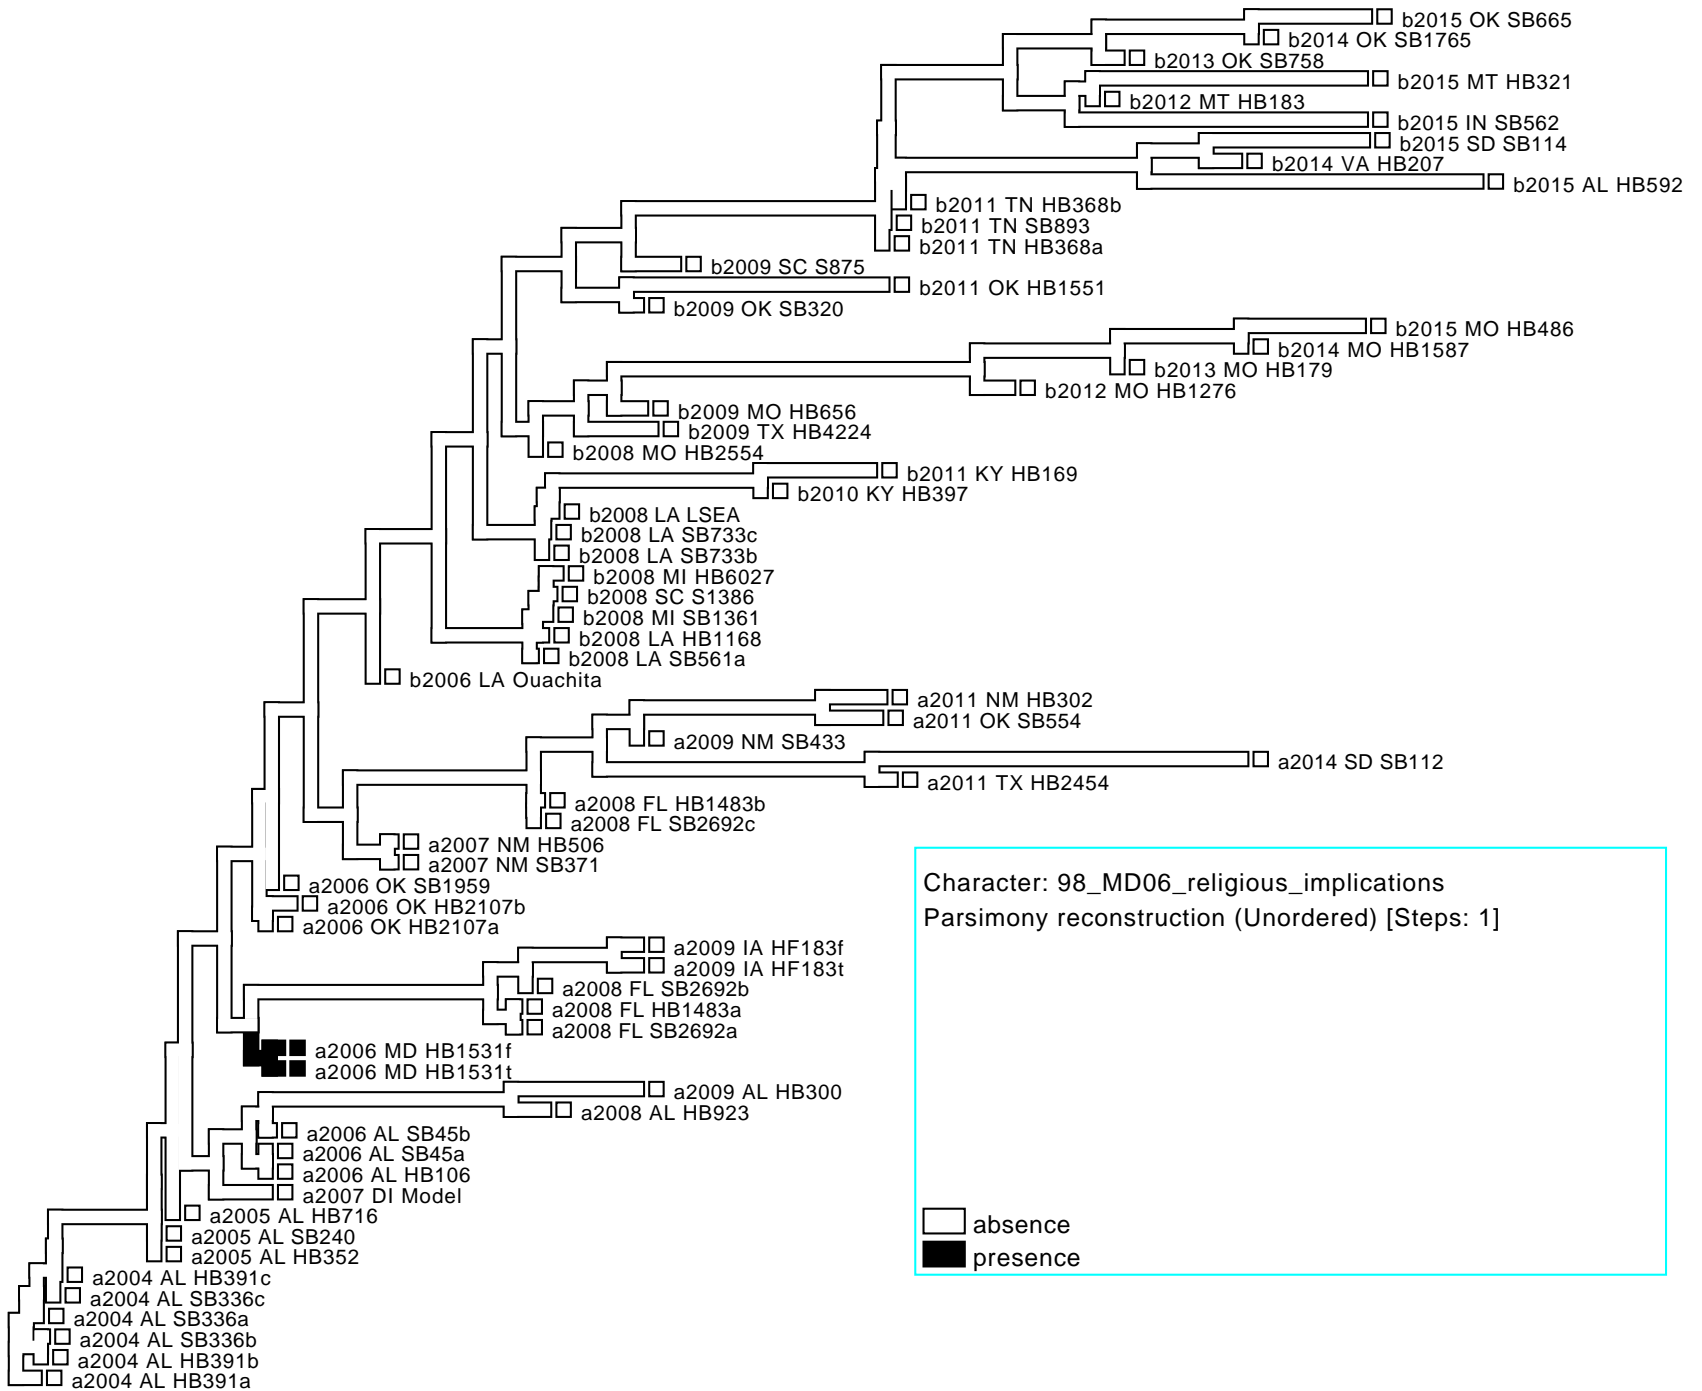 b2015 OK SB665
b2014 OK SB1765
b2013 OK SB758
b2015 MT HB321
b2012 MT HB183
b2015 IN SB562
b2015 SD SB114
b2014 VA HB207
b2015 AL HB592
b2011 TN HB368b
b2011 TN SB893
b2011 TN HB368a
b2009 SC S875
b2011 OK HB1551
b2009 OK SB320
b2015 MO HB486
b2014 MO HB1587
b2013 MO HB179
b2012 MO HB1276
b2009 MO HB656
b2009 TX HB4224
b2008 MO HB2554
b2011 KY HB169
b2010 KY HB397
b2008 LA LSEA
b2008 LA SB733c
b2008 LA SB733b
b2008 MI HB6027
b2008 SC S1386
b2008 MI SB1361
b2008 LA HB1168
b2008 LA SB561a
b2006 LA Ouachita
a2011 NM HB302
a2011 OK SB554
a2009 NM SB433
a2014 SD SB112
a2011 TX HB2454
a2008 FL HB1483b
a2008 FL SB2692c
a2007 NM HB506
a2007 NM SB371
a2006 OK SB1959
a2006 OK HB2107b
a2006 OK HB2107a
a2009 IA HF183f
a2009 IA HF183t
a2008 FL SB2692b
a2008 FL HB1483a
a2008 FL SB2692a
a2006 MD HB1531f
a2006 MD HB1531t
a2009 AL HB300
a2008 AL HB923
a2006 AL SB45b
a2006 AL SB45a
a2006 AL HB106
a2007 DI Model
a2005 AL HB716
a2005 AL SB240
a2005 AL HB352
a2004 AL HB391c
a2004 AL SB336c
a2004 AL SB336a
a2004 AL SB336b
a2004 AL HB391b
a2004 AL HB391a
Character: 98_MD06_religious_implications
Parsimony reconstruction (Unordered) [Steps: 1]
absence
presence